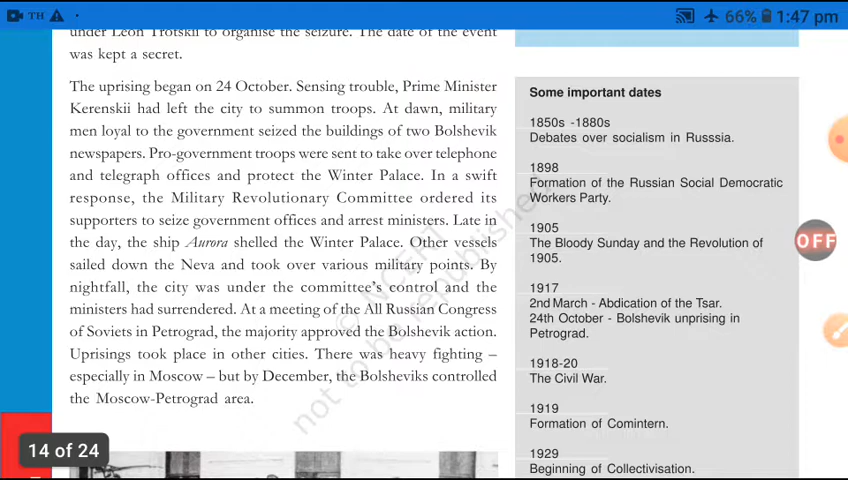 TH
66% 1:47 pm
under Leon Trotskii to organise the seizure. The date of the event
was kept a secret.
The uprising began on 24 October. Sensing trouble, Prime Minister
Kerenskii had left the city to summon troops. At dawn, military
men loyal to the government seized the buildings of two Bolshevik
newspapers. Pro-government troops were sent to take over telephone
and telegraph offices and protect the Winter Palace. In a swift
response, the Military Revolutionary Committee ordered its
supporters to seize government offices and arrest ministers. Late in
the day, the ship Aurora shelled the Winter Palace. Other vessels
sailed down the Neva and took over various military points. By
nightfall, the city was under the committee's control and the
ministers had surrendered. At a meeting of the All Russian Congress
of Soviets in Petrograd, the majority approved the Bolshevik action.
Uprisings took place in other cities. There was heavy fighting –
especially in Moscow – but by December, the Bolsheviks controlled
the Moscow-Petrograd area.
© NCERT
not to be republished
14 of 24
Some important dates
1850s -1880s
Debates over socialism in Russsia.
1898
Formation of the Russian Social Democratic
Workers Party.
1905
The Bloody Sunday and the Revolution of
1905.
1917
2nd March - Abdication of the Tsar.
24th October - Bolshevik unprising in
Petrograd.
1918-20
The Civil War.
1919
Formation of Comintern.
1929
Beginning of Collectivisation.
OFF